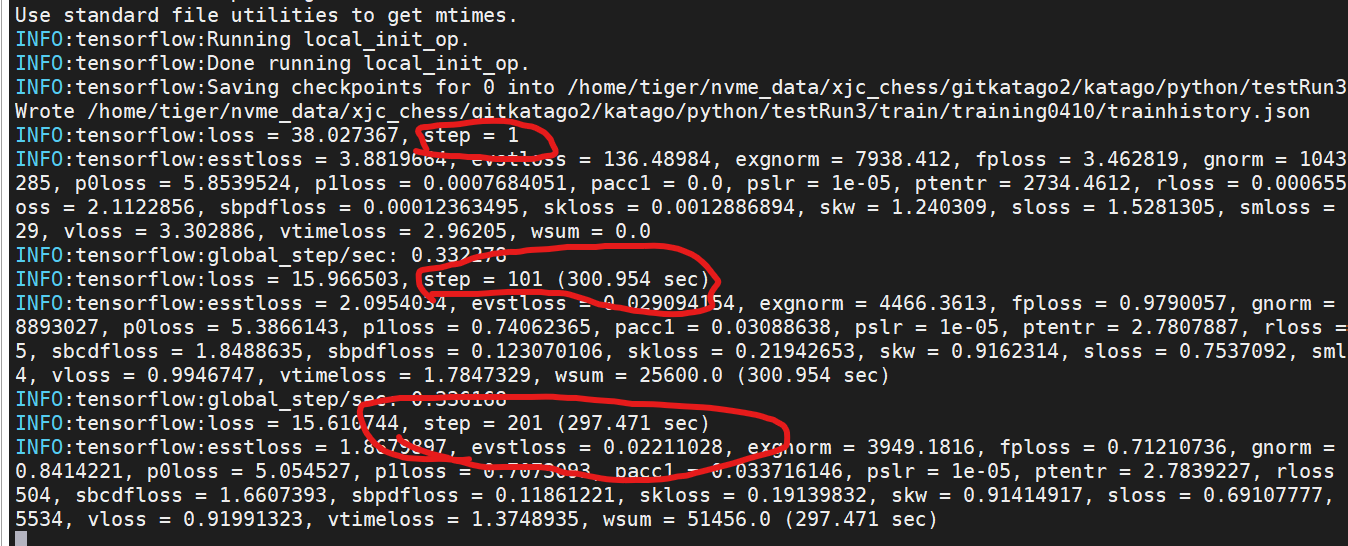 Use standard file utilities to get mtimes.
INFO:tensorflow:Running local_init_op.
INFO:tensorflow:Done running local_init_op.
INFO:tensorflow:Saving checkpoints for 0 into /home/tiger/nvme_data/xjc_chess/gitkatago2/katago/python/testRun3
Wrote /home/tiger/nvme_data/xjc_chess/gitkatago2/katago/python/testRun3/train/training0410/trainhistory.json
INFO:tensorflow:loss = 38.027367, step = 1
INFO:tensorflow:esstloss = 3.8819664, evstloss = 136.48984, exgnorm = 7938.412, fploss = 3.462819, gnorm = 1043
285, p0loss = 5.8539524, p1loss = 0.0007684051, pacc1 = 0.0, pslr = 1e-05, ptentr = 2734.4612, rloss = 0.000655
oss = 2.1122856, sbpdfloss = 0.00012363495, skloss = 0.0012886894, skw = 1.240309, sloss = 1.5281305, smloss =
29, vloss = 3.302886, vtimeloss = 2.96205, wsum = 0.0
INFO:tensorflow:global_step/sec: 0.332278
INFO:tensorflow:loss = 15.966503, step = 101 (300.954 sec)
INFO:tensorflow:esstloss = 2.0954034, evstloss = 0.029094154, exgnorm = 4466.3613, fploss = 0.9790057, gnorm =
8893027, p0loss = 5.3866143, p1loss = 0.74062365, pacc1 = 0.03088638, pslr = 1e-05, ptentr = 2.7807887, rloss =
5, sbcdfloss = 1.8488635, sbpdfloss = 0.123070106, skloss = 0.21942653, skw = 0.9162314, sloss = 0.7537092, sml
4, vloss = 0.9946747, vtimeloss = 1.7847329, wsum = 25600.0 (300.954 sec)
INFO:tensorflow:global_step/sec: 0.336168
INFO:tensorflow:loss = 15.610744, step = 201 (297.471 sec)
INFO:tensorflow:esstloss = 1.8679897, evstloss = 0.02211028, exgnorm = 3949.1816, fploss = 0.71210736, gnorm =
0.8414221, p0loss = 5.054527, p1loss = 0.7073093, pacc1 = 0.033716146, pslr = 1e-05, ptentr = 2.7839227, rloss
504, sbcdfloss = 1.6607393, sbpdfloss = 0.11861221, skloss = 0.19139832, skw = 0.91414917, sloss = 0.69107777,
5534, vloss = 0.91991323, vtimeloss = 1.3748935, wsum = 51456.0 (297.471 sec)